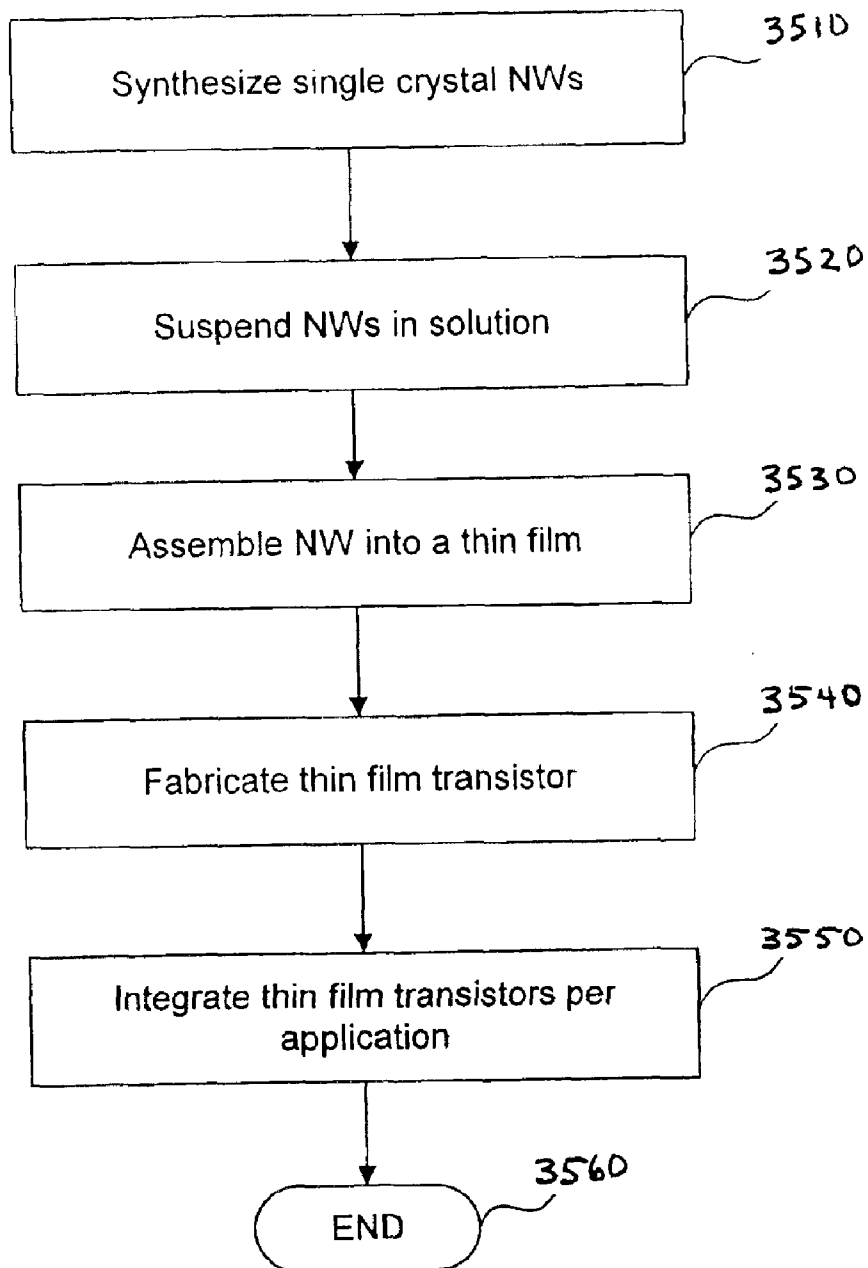 3510
Synthesize single crystal NWs
3520
Suspend NWs in solution
3530
Assemble NW into a thin film
3540
Fabricate thin film transistor
3550
Integrate thin film transistors per
application
3560
END